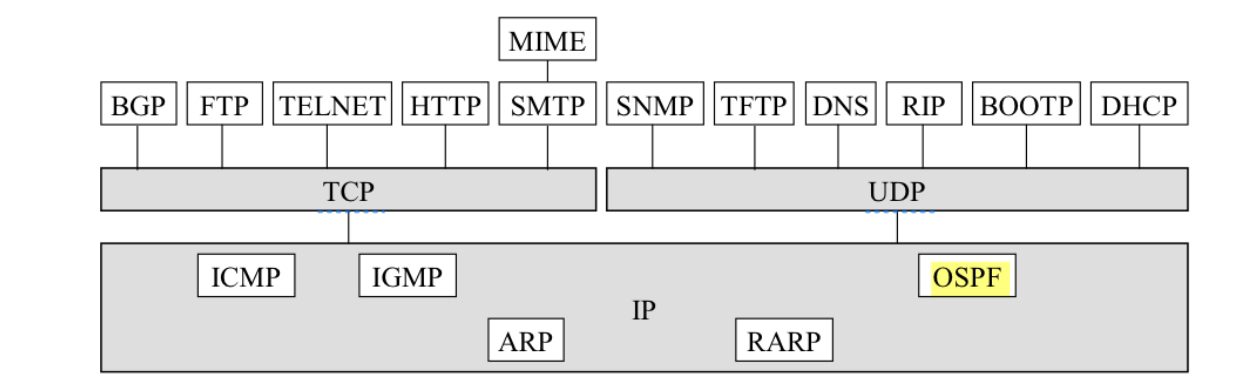 MIME
BGP FTP TELNET HTTP SMTP SNMP TFTP DNS RIP BOOTP DHCP
TCP UDP
ICMP IGMP OSPF
IP
ARP RARP